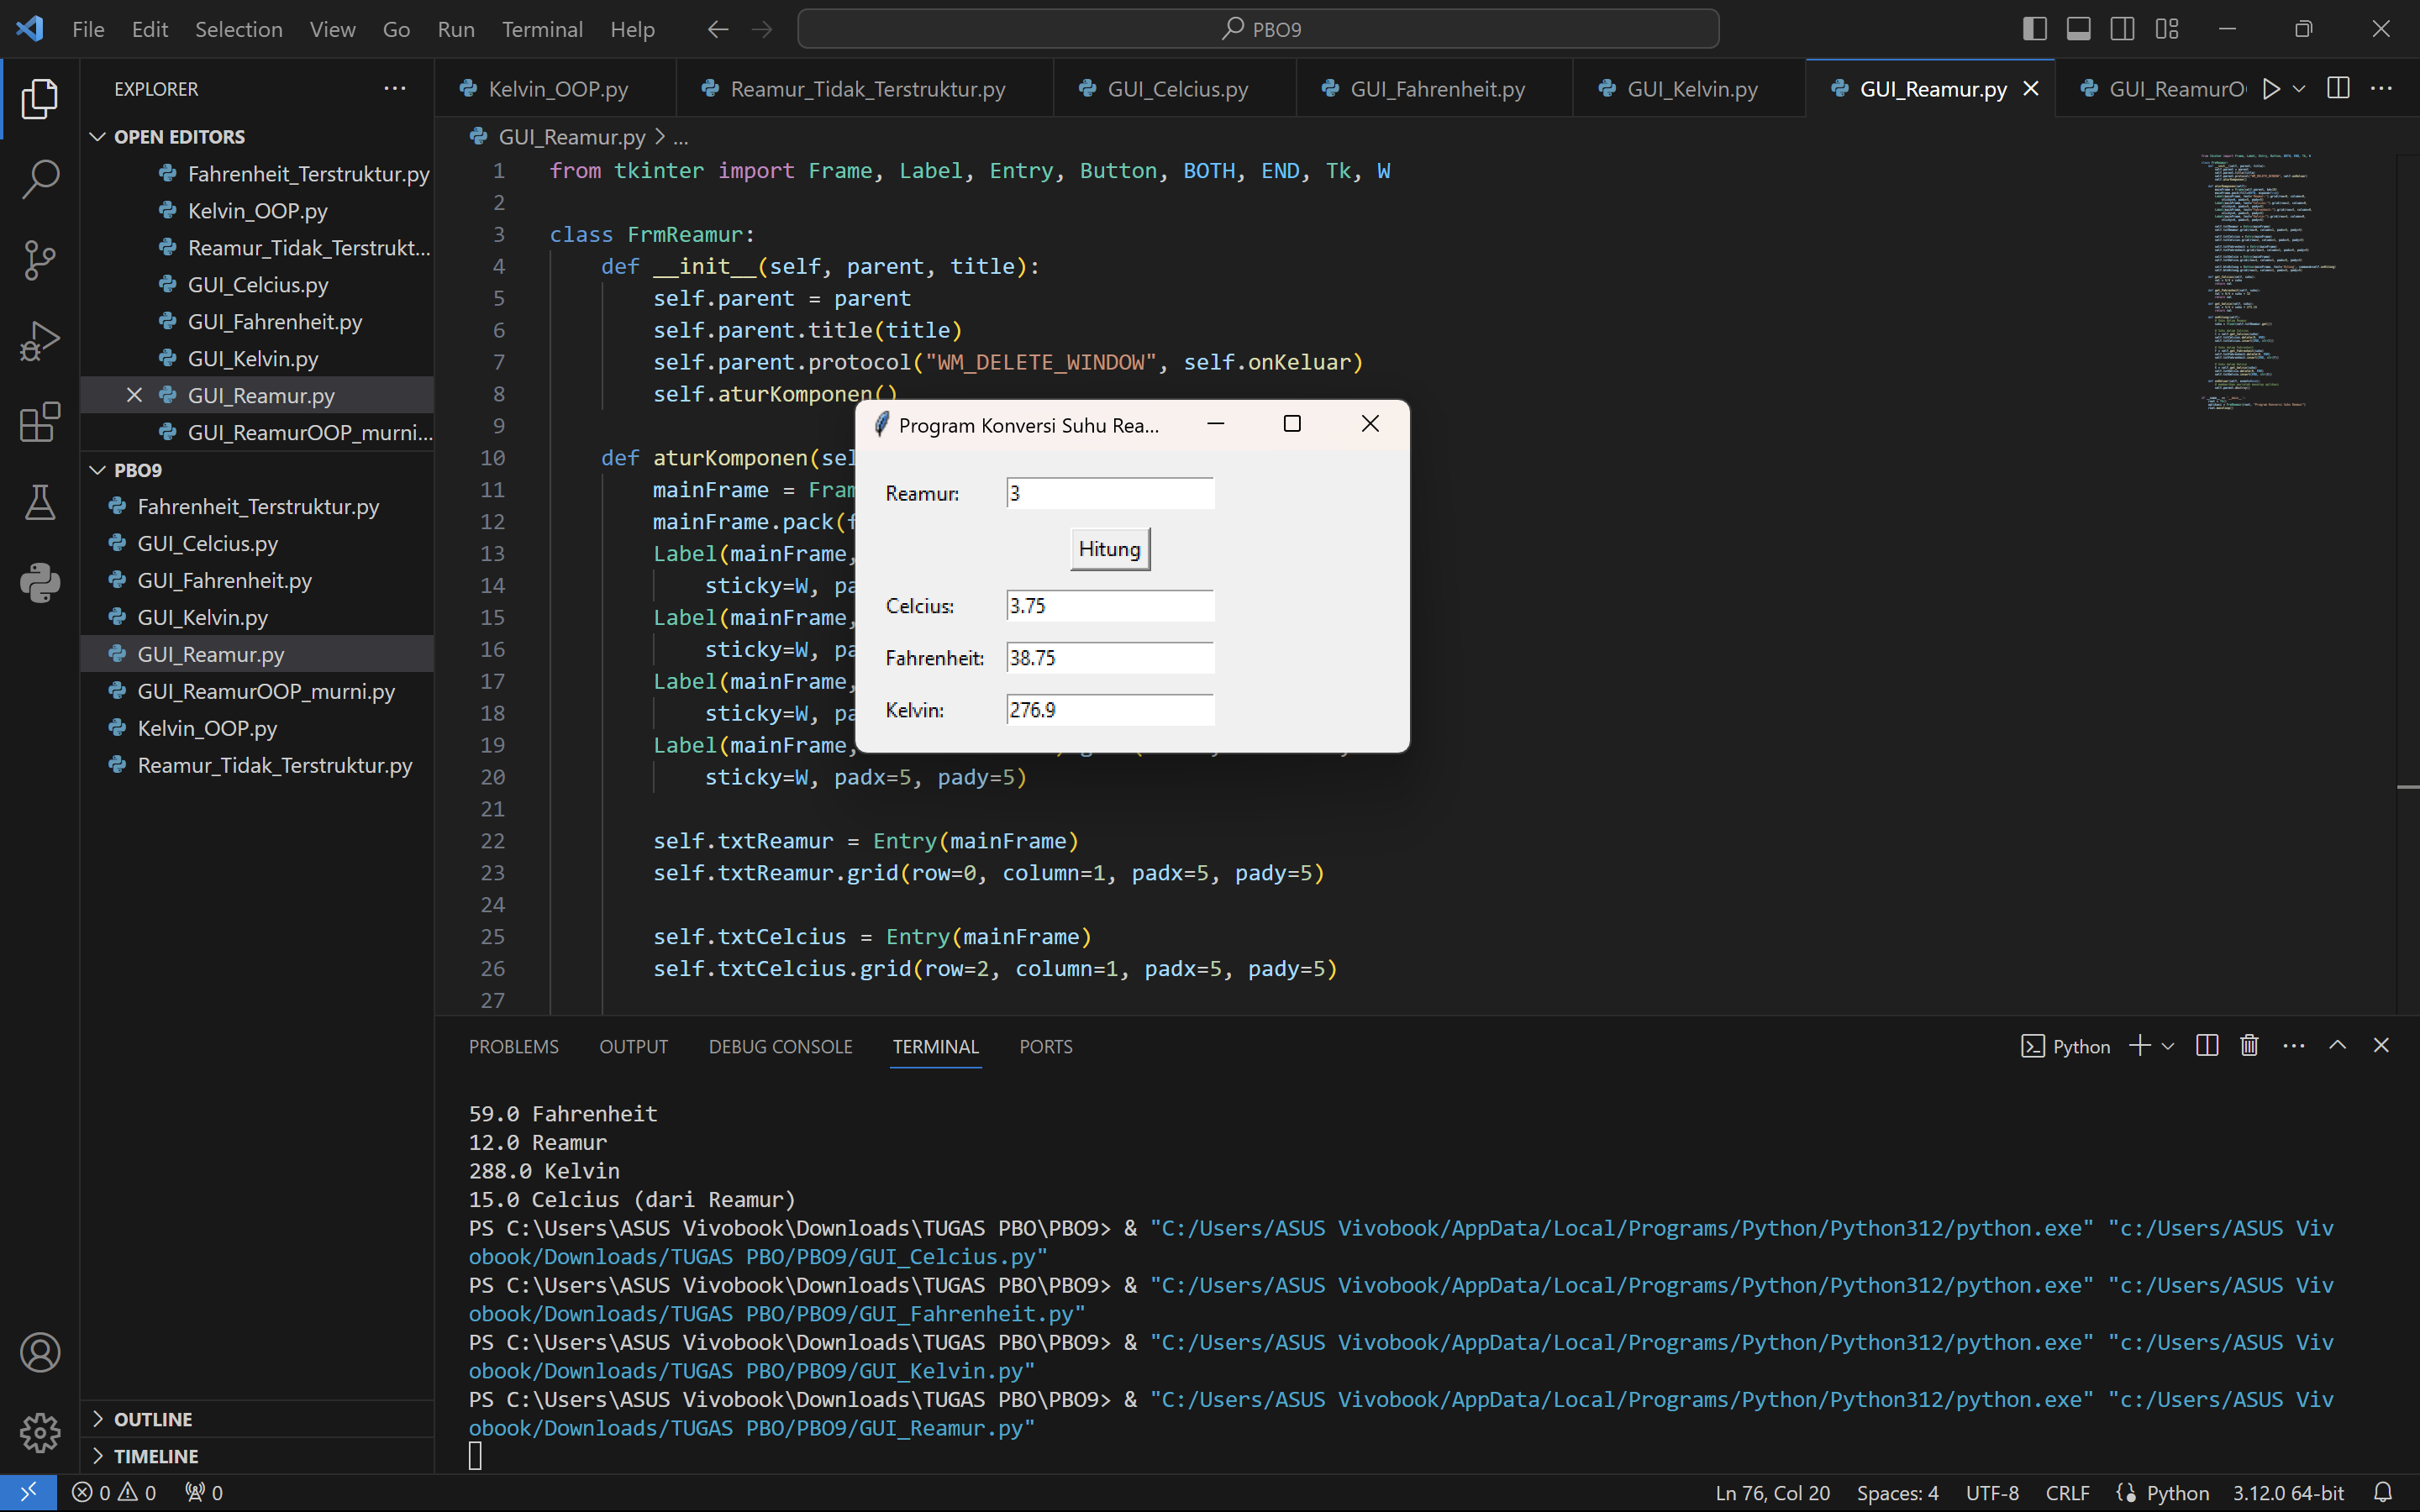 File Edit Selection View Go Run Terminal Help
PBO9
EXPLORER
OPEN EDITORS
Fahrenheit_Terstruktur.py
Kelvin_OOP.py
Reamur_Tidak_Terstrukt...
GUI_Celcius.py
GUI_Fahrenheit.py
GUI_Kelvin.py
GUI_Reamur.py
GUI_ReamurOOP_murni...
PBO9
Fahrenheit_Terstruktur.py
GUI_Celcius.py
GUI_Fahrenheit.py
GUI_Kelvin.py
GUI_Reamur.py
GUI_ReamurOOP_murni.py
Kelvin_OOP.py
Reamur_Tidak_Terstruktur.py
OUTLINE
TIMELINE
Kelvin_OOP.py Reamur_Tidak_Terstruktur.py GUI_Celcius.py GUI_Fahrenheit.py GUI_Kelvin.py GUI_Reamur.py GUI_ReamurO
GUI_Reamur.py > ...
1 from tkinter import Frame, Label, Entry, Button, BOTH, END, Tk, W
2
3 class FrmReamur:
4 def __init__(self, parent, title):
5 self.parent = parent
6 self.parent.title(title)
7 self.parent.protocol("WM_DELETE_WINDOW", self.onKeluar)
8 self.aturKomponen()
9
10 def aturKomponen(sel
11 mainFrame = Fram
12 mainFrame.pack(f
13 Label(mainFrame,
14 sticky=W, pa
15 Label(mainFrame,
16 sticky=W, pa
17 Label(mainFrame,
18 sticky=W, pa
19 Label(mainFrame,
20 sticky=W, padx=5, pady=5)
21
22 self.txtReamur = Entry(mainFrame)
23 self.txtReamur.grid(row=0, column=1, padx=5, pady=5)
24
25 self.txtCelcius = Entry(mainFrame)
26 self.txtCelcius.grid(row=2, column=1, padx=5, pady=5)
27
Program Konversi Suhu Rea...
Reamur: 3
Hitung
Celcius: 3.75
Fahrenheit: 38.75
Kelvin: 276.9
PROBLEMS OUTPUT DEBUG CONSOLE TERMINAL PORTS
Python
59.0 Fahrenheit
12.0 Reamur
288.0 Kelvin
15.0 Celcius (dari Reamur)
PS C:\Users\ASUS Vivobook\Downloads\TUGAS PBO\PBO9> & "C:/Users/ASUS Vivobook/AppData/Local/Programs/Python/Python312/python.exe" "c:/Users/ASUS Viv
obook/Downloads/TUGAS PBO/PBO9/GUI_Celcius.py"
PS C:\Users\ASUS Vivobook\Downloads\TUGAS PBO\PBO9> & "C:/Users/ASUS Vivobook/AppData/Local/Programs/Python/Python312/python.exe" "c:/Users/ASUS Viv
obook/Downloads/TUGAS PBO/PBO9/GUI_Fahrenheit.py"
PS C:\Users\ASUS Vivobook\Downloads\TUGAS PBO\PBO9> & "C:/Users/ASUS Vivobook/AppData/Local/Programs/Python/Python312/python.exe" "c:/Users/ASUS Viv
obook/Downloads/TUGAS PBO/PBO9/GUI_Kelvin.py"
PS C:\Users\ASUS Vivobook\Downloads\TUGAS PBO\PBO9> & "C:/Users/ASUS Vivobook/AppData/Local/Programs/Python/Python312/python.exe" "c:/Users/ASUS Viv
obook/Downloads/TUGAS PBO/PBO9/GUI_Reamur.py"
0 0 0
Ln 76, Col 20 Spaces: 4 UTF-8 CRLF Python 3.12.0 64-bit